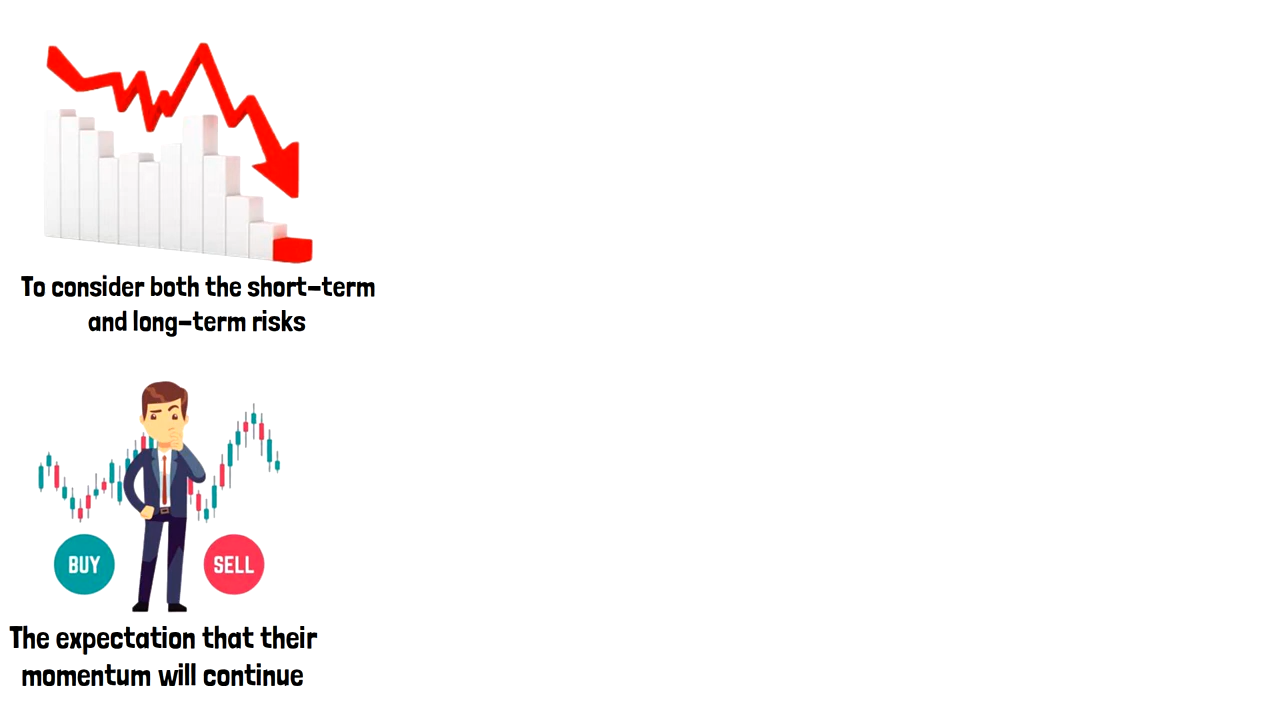 To consider both the short-term
and long-term risks
BUY
SELL
The expectation that their
momentum will continue